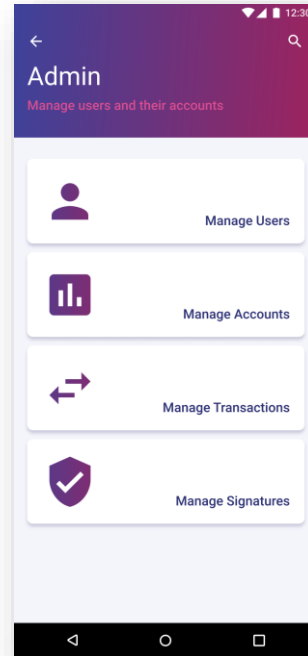 12:30
Admin
Manage users and their accounts
Manage Users
Manage Accounts
Manage Transactions
Manage Signatures